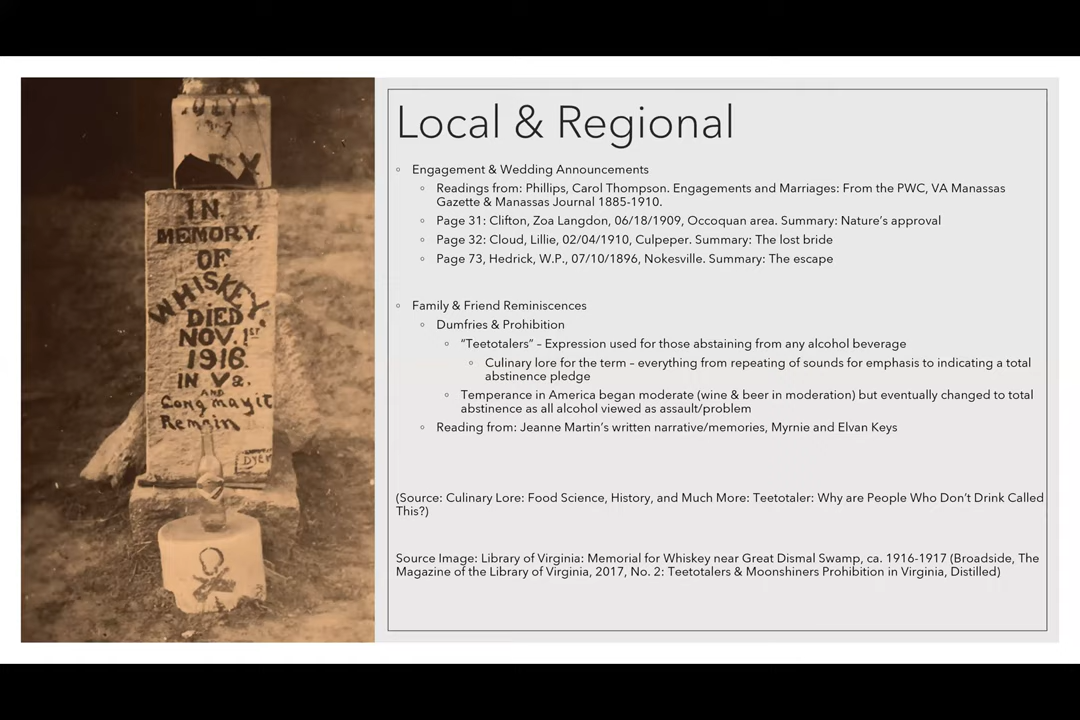 JULY
IN
MEMORY
OF
WHISKEY,
DIED
NOV. 1st
1916
IN Va.
AND
Long may it
Remain
DYER
Local & Regional
Engagement & Wedding Announcements
Readings from: Phillips, Carol Thompson. Engagements and Marriages: From the PWC, VA Manassas
Gazette & Manassas Journal 1885-1910.
Page 31: Clifton, Zoa Langdon, 06/18/1909, Occoquan area. Summary: Nature’s approval
Page 32: Cloud, Lillie, 02/04/1910, Culpeper. Summary: The lost bride
Page 73, Hedrick, W.P., 07/10/1896, Nokesville. Summary: The escape
Family & Friend Reminiscences
Dumfries & Prohibition
“Teetotalers” – Expression used for those abstaining from any alcohol beverage
Culinary lore for the term – everything from repeating of sounds for emphasis to indicating a total
abstinence pledge
Temperance in America began moderate (wine & beer in moderation) but eventually changed to total
abstinence as all alcohol viewed as assault/problem
Reading from: Jeanne Martin’s written narrative/memories, Myrnie and Elvan Keys
(Source: Culinary Lore: Food Science, History, and Much More: Teetotaler: Why are People Who Don’t Drink Called
This?)
Source Image: Library of Virginia: Memorial for Whiskey near Great Dismal Swamp, ca. 1916-1917 (Broadside, The
Magazine of the Library of Virginia, 2017, No. 2: Teetotalers & Moonshiners Prohibition in Virginia, Distilled)